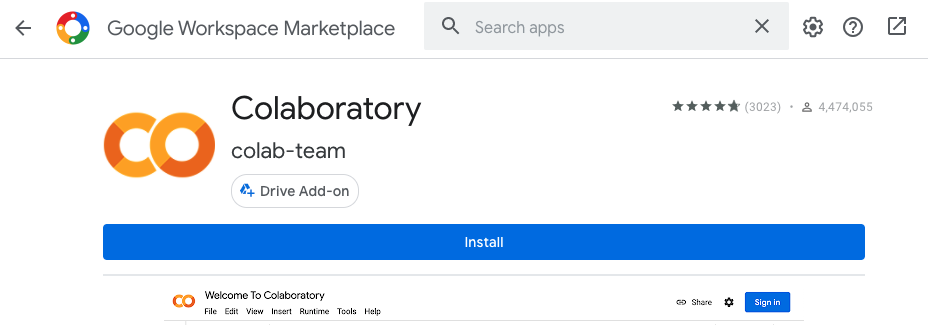 Google Workspace Marketplace Search apps
Colaboratory
(3023) • 4,474,055
colab-team
Drive Add-on
Install
Welcome To Colaboratory
Share Sign in
File Edit View Insert Runtime Tools Help